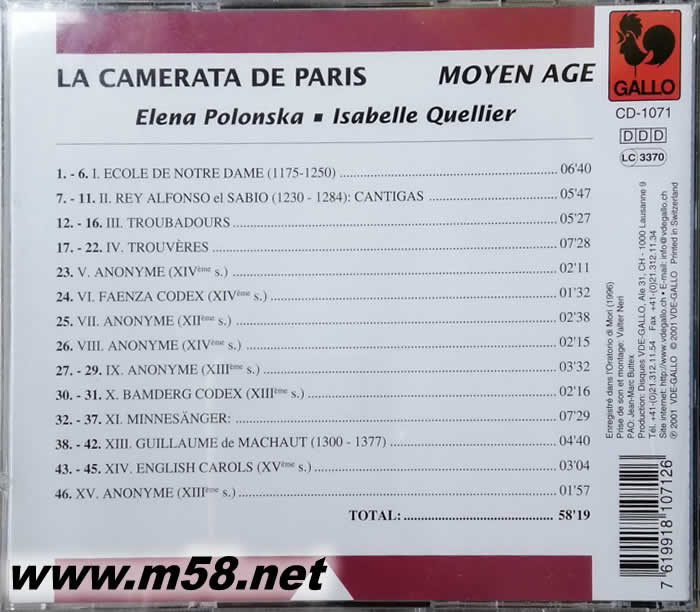 LA CAMERATA DE PARIS MOYEN AGE
Elena Polonska ▪ Isabelle Quellier
GALLO
CD-1071
DDD
LC 3370
1. - 6. I. ECOLE DE NOTRE DAME (1175-1250) 06'40
7. - 11. II. REY ALFONSO el SABIO (1230 - 1284): CANTIGAS 05'47
12. - 16. III. TROUBADOURS 05'27
17. - 22. IV. TROUVÈRES 07'28
23. V. ANONYME (XIVème s.) 02'11
24. VI. FAENZA CODEX (XIVème s.) 01'32
25. VII. ANONYME (XIIème s.) 02'38
26. VIII. ANONYME (XIVème s.) 02'15
27. - 29. IX. ANONYME (XIIIème s.) 03'32
30. - 31. X. BAMDERG CODEX (XIIIème s.) 02'16
32. - 37. XI. MINNESÄNGER: 07'29
38. - 42. XIII. GUILLAUME de MACHAUT (1300 - 1377) 04'40
43. - 45. XIV. ENGLISH CAROLS (XVème s.) 03'04
46. XV. ANONYME (XIIIème s.) 01'57
TOTAL: 58'19
Enregistré dans l'Oratorio di Mori (1996)
Prise de son et montage: Valter Neri
PAO: Jean-Marc Buttex
Production: Disques VDE-GALLO, Ale 31, CH - 1000 Lausanne 9
Tél. +41-(0)21.312.11.54 Fax +41-(0)21.312.11.34
Site internet: http://www.vdegallo.ch • E-mail: info@vdegallo.ch
℗ 2001 VDE-GALLO © 2001 VDE-GALLO Printed in Switzerland
7 619918 107126
www.m58.net